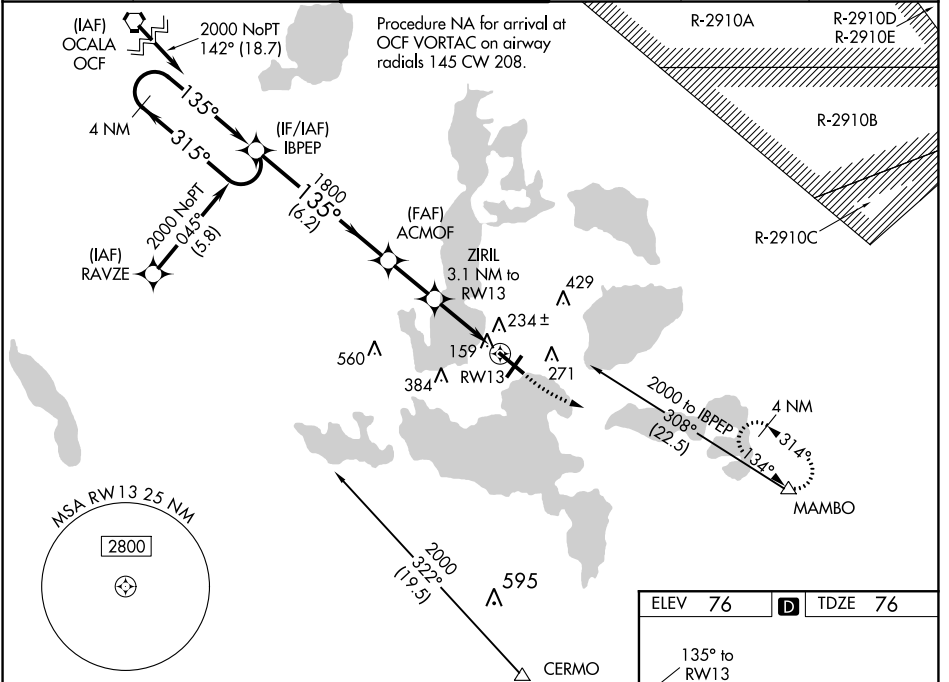 (IAF)
OCALA
OCF
2000 NoPT
142° (18.7)
Procedure NA for arrival at
OCF VORTAC on airway
radials 145 CW 208.
R-2910A
R-2910D
R-2910E
R-2910B
R-2910C
4 NM
135°
315°
(IF/IAF)
IBPEP
2000 NoPT
045°
(5.8)
(IAF)
RAVZE
1800
135°
(6.2)
(FAF)
ACMOF
ZIRIL
3.1 NM to
RW13
429
234 ±
159
560
384
RW13
271
2000 to IBPEP
308°
(22.5)
4 NM
314°
134°
MAMBO
MSA RW13 25 NM
2800
2000
322°
(19.5)
595
CERMO
ELEV 76
D
TDZE 76
135° to
RW13